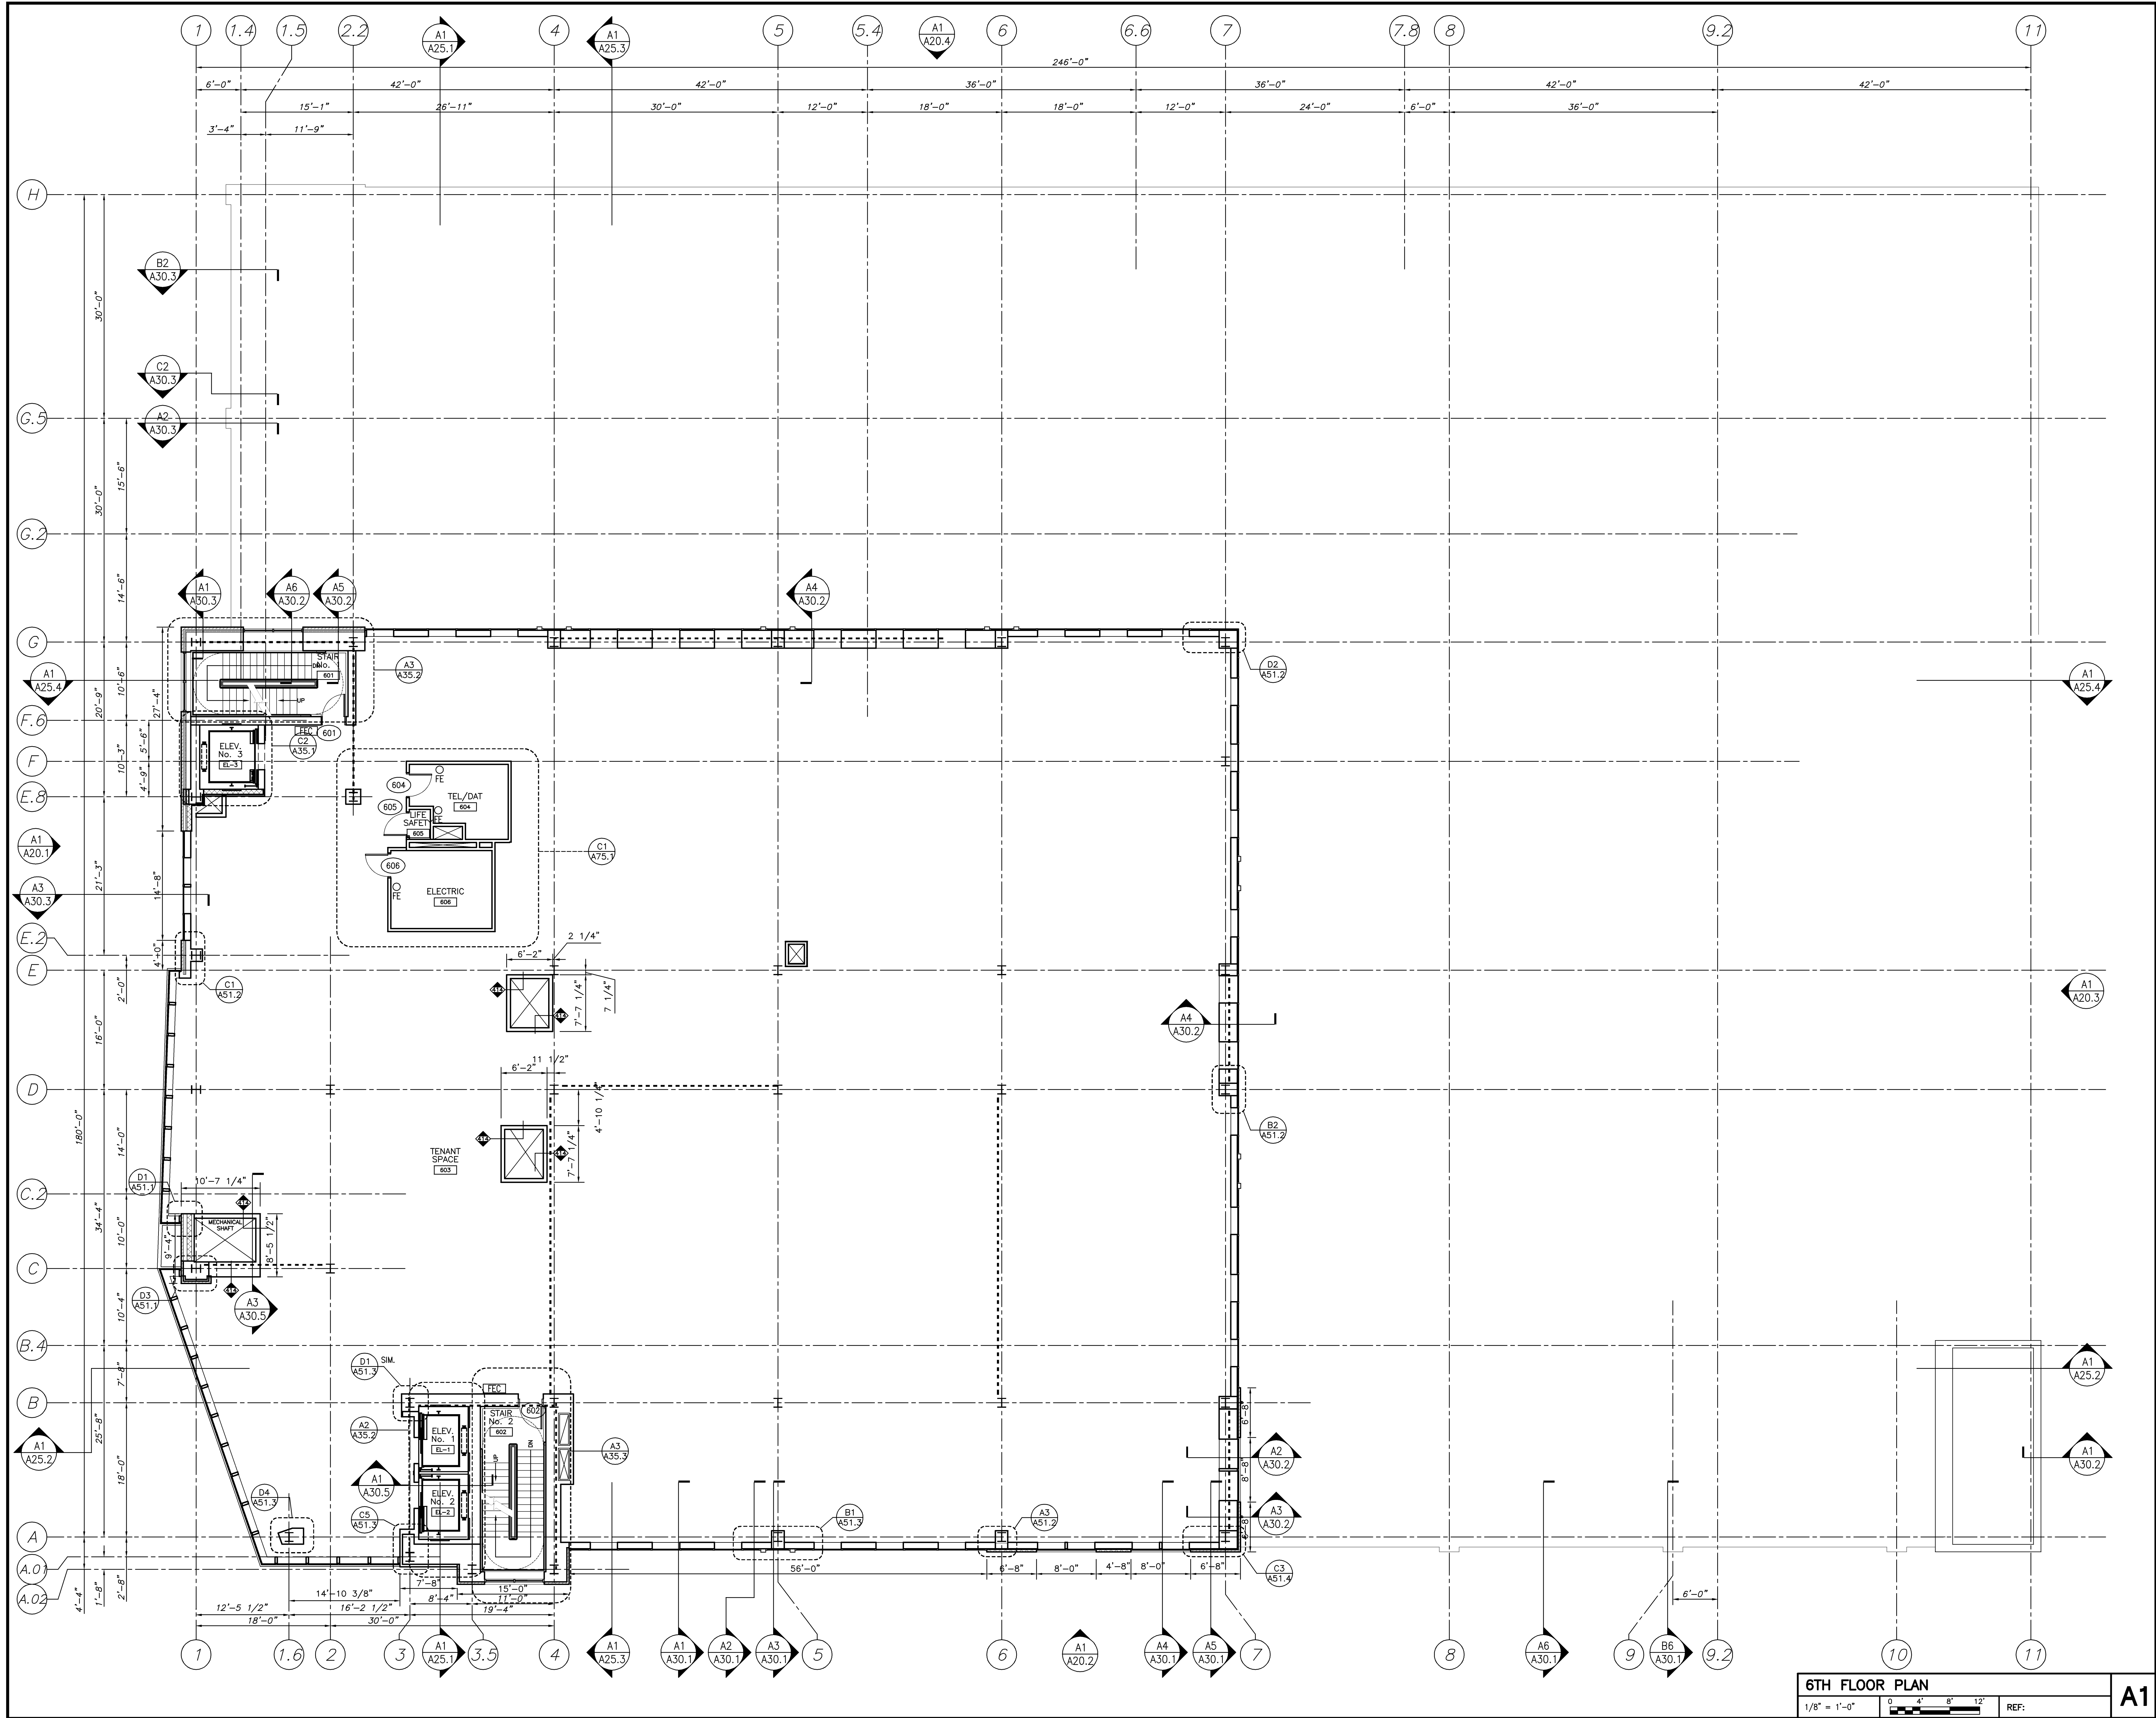 1
1.4
1.5
2.2
A1
A25.1
4
A1
A25.3
5
5.4
A1
A20.4
6
6.6
7
7.8
8
9.2
11
246'-0"
6'-0"
42'-0"
42'-0"
36'-0"
36'-0"
42'-0"
42'-0"
15'-1"
26'-11"
30'-0"
12'-0"
18'-0"
18'-0"
12'-0"
24'-0"
6'-0"
36'-0"
3'-4"
11'-9"
H
B2
A30.3
30'-0"
C2
A30.3
A2
A30.3
G.5
15'-6"
30'-0"
G.2
14'-6"
A1
A30.3
A6
A30.2
A5
A30.2
A4
A30.2
G
STAIR
No. 1
DN
601
UP
A3
A35.2
D2
A51.2
A1
A25.4
A1
A25.4
10'-6"
20'-9"
27'-4"
F.6
FEC
601
C2
A35.1
5'-6"
10'-3"
4'-9"
ELEV.
No. 3
EL-3
F
E.8
604
FE
TEL/DAT
604
605
LIFE
SAFETY
605
FE
606
FE
ELECTRIC
606
C1
A75.1
A1
A20.1
21'-3"
14'-8"
A3
A30.3
E.2
4'-0"
E
2'-0"
C1
A51.2
2 1/4"
6'-2"
7'-7 1/4"
7 1/4"
A1
A20.3
A4
A30.2
16'-0"
11 1/2"
6'-2"
D
4'-10 1/4"
7'-7 1/4"
B2
A51.2
180'-0"
14'-0"
TENANT
SPACE
603
D1
A51.1
10'-7 1/4"
C.2
34'-4"
10'-0"
MECHANICAL
SHAFT
9'-4"
8'-5 1/2"
C
D3
A51.1
A3
A30.5
10'-4"
B.4
7'-8"
D1
A51.3
SIM.
A1
A25.2
FEC
B
STAIR
No. 2
602
602
A2
A35.2
ELEV.
No. 1
EL-1
DN
UP
A3
A35.3
6'-8"
25'-8"
A1
A25.2
18'-0"
A1
A30.5
ELEV.
No. 2
EL-2
A2
A30.2
A1
A30.2
8'-8"
D4
A51.3
C5
A51.3
B1
A51.3
A3
A51.2
A3
A30.2
6'-8"
A
A.01
A.02
4'-4"
1'-8"
2'-8"
56'-0"
6'-8"
8'-0"
4'-8"
8'-0"
6'-8"
C3
A51.4
7'-8"
15'-0"
14'-10 3/8"
11'-0"
8'-4"
12'-5 1/2"
16'-2 1/2"
19'-4"
18'-0"
30'-0"
6'-0"
1
1.6
2
3
A1
A25.1
3.5
4
A1
A25.3
A1
A30.1
A2
A30.1
A3
A30.1
5
6
A1
A20.2
A4
A30.1
A5
A30.1
7
8
A6
A30.1
9
B6
A30.1
9.2
10
11
6TH FLOOR PLAN
1/8" = 1'-0"
0 4' 8' 12'
REF:
A1